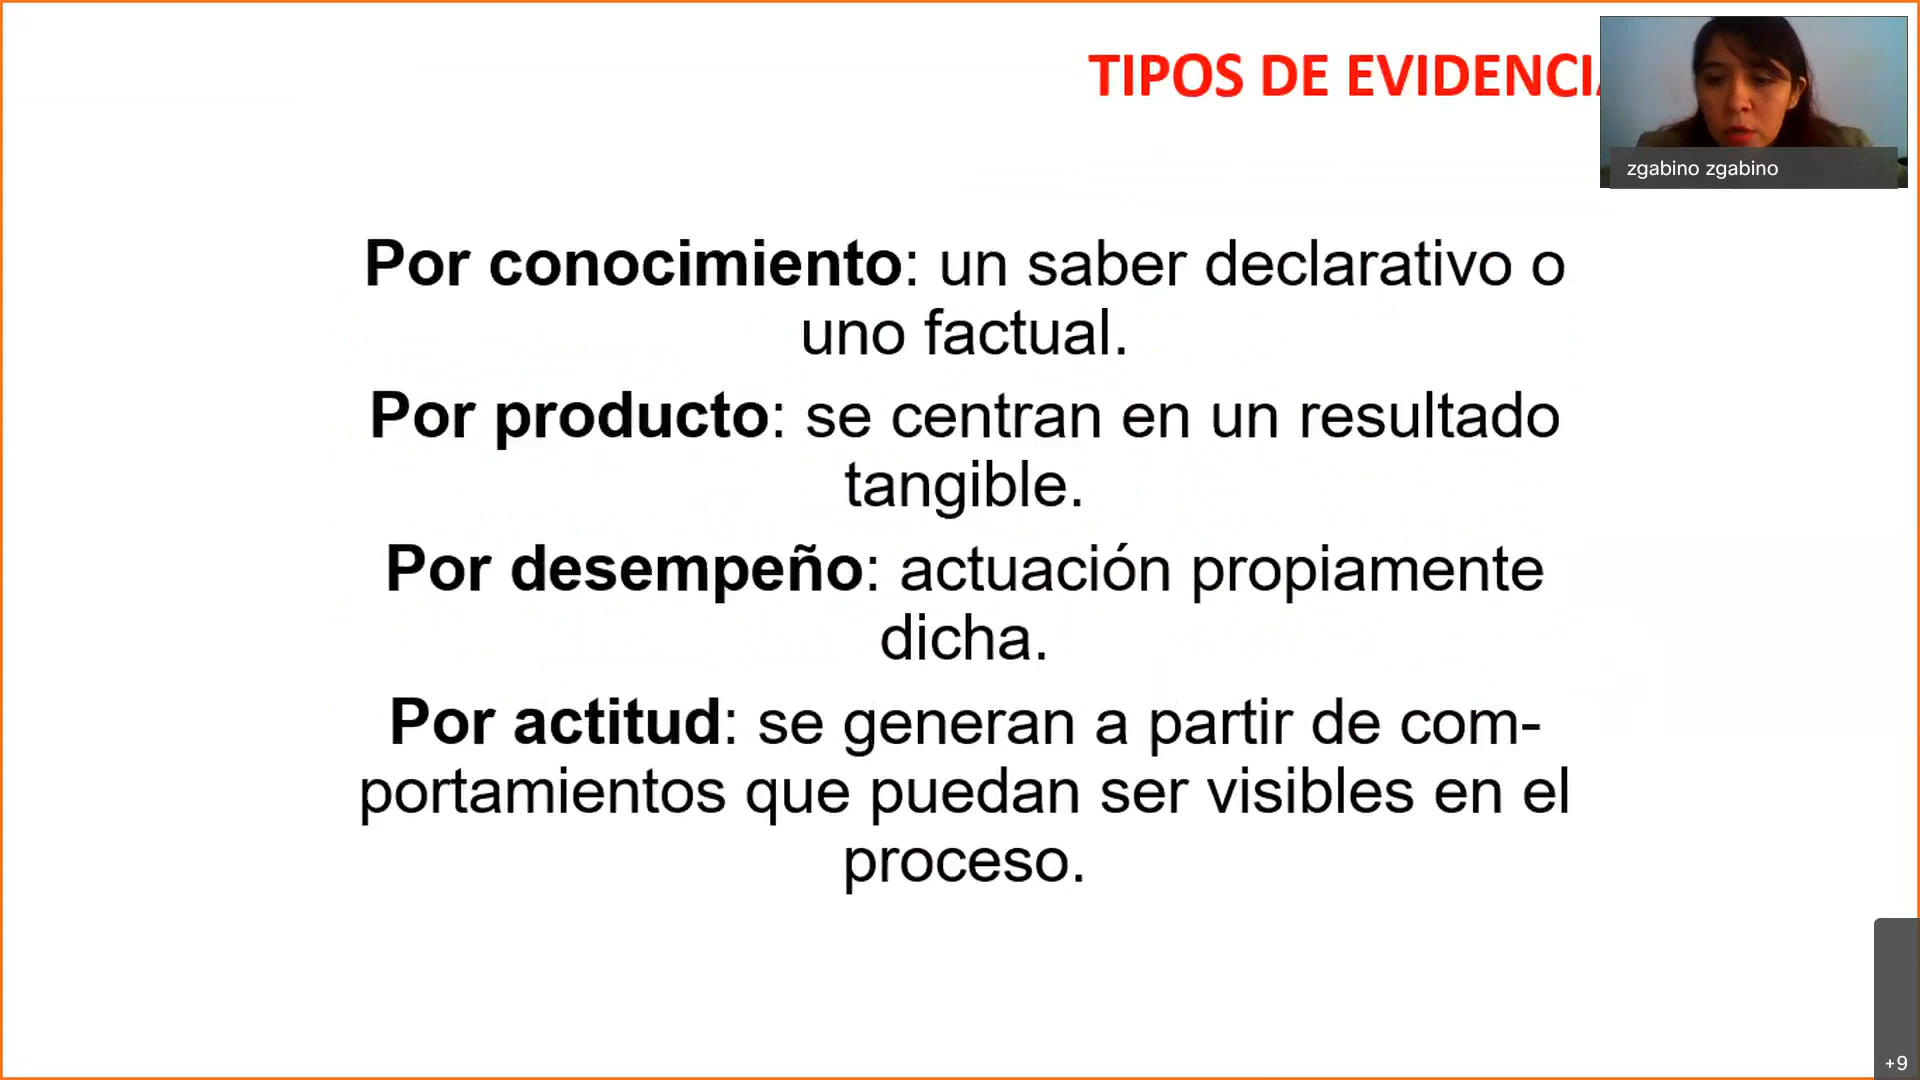 TIPOS DE EVIDENCI
zgabino zgabino
Por conocimiento: un saber declarativo o
uno factual.
Por producto: se centran en un resultado
tangible.
Por desempeño: actuación propiamente
dicha.
Por actitud: se generan a partir de com-
portamientos que puedan ser visibles en el
proceso.
+9